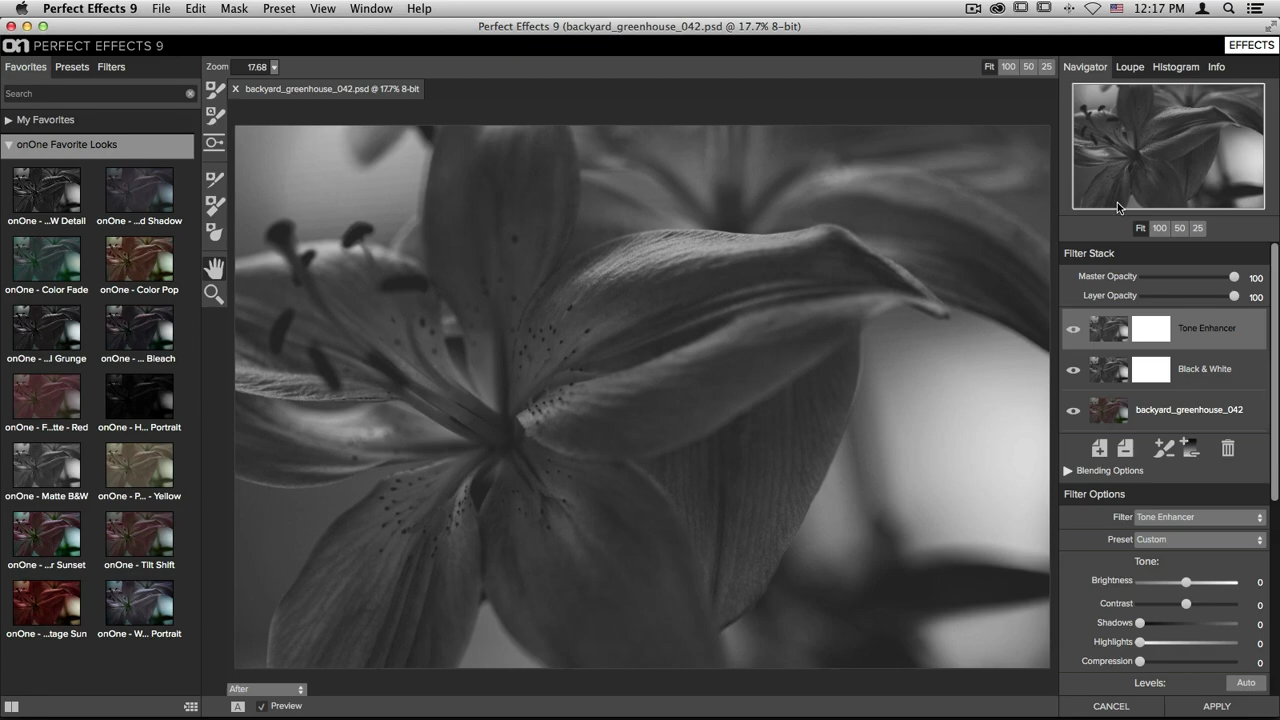 Perfect Effects 9 File Edit Mask Preset View Window Help 12:17 PM
Perfect Effects 9 (backyard_greenhouse_042.psd @ 17.7% 8-bit)
on PERFECT EFFECTS 9 EFFECTS
Favorites Presets Filters
Zoom 17.68
Fit 100 50 25
Navigator Loupe Histogram Info
Search
X backyard_greenhouse_042.psd @ 17.7% 8-bit
My Favorites
onOne Favorite Looks
onOne - ...W Detail onOne - ...d Shadow
onOne - Color Fade onOne - Color Pop
onOne - ...l Grunge onOne - ... Bleach
onOne - F...tte - Red onOne - H... Portrait
onOne - Matte B&W onOne - P... - Yellow
onOne - ...r Sunset onOne - Tilt Shift
onOne - ...tage Sun onOne - W... Portrait
Fit 100 50 25
Filter Stack
Master Opacity 100
Layer Opacity 100
Tone Enhancer
Black & White
backyard_greenhouse_042
Blending Options
Filter Options
Filter Tone Enhancer
Preset Custom
Tone:
Brightness 0
Contrast 0
Shadows 0
Highlights 0
Compression 0
Levels: Auto
After
A Preview
CANCEL APPLY